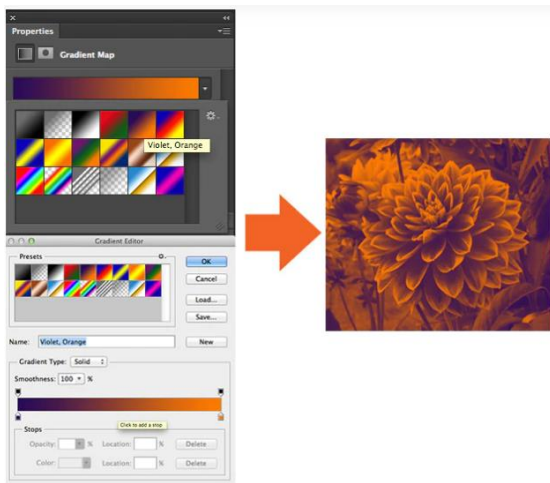 Properties
Gradient Map
Violet, Orange
Gradient Editor
Presets
OK
Cancel
Load...
Save...
Name: Violet, Orange
New
Gradient Type: Solid
Smoothness: 100 %
Click to add a stop
Stops
Opacity: % Location: % Delete
Color: Location: % Delete